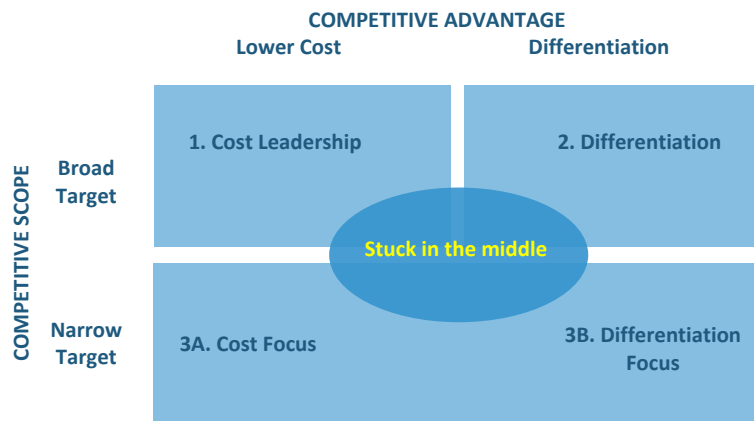 COMPETITIVE ADVANTAGE
Lower Cost
Differentiation
COMPETITIVE SCOPE
Broad
Target
1. Cost Leadership
2. Differentiation
Stuck in the middle
Narrow
Target
3A. Cost Focus
3B. Differentiation
Focus